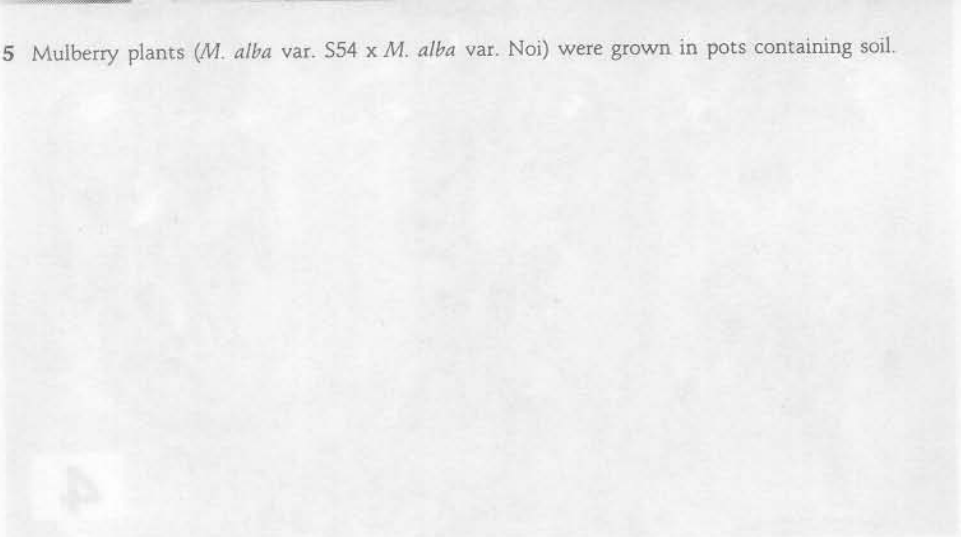 5 Mulberry plants (M. alba var. S54 x M. alba var. Noi) were grown in pots containing soil.